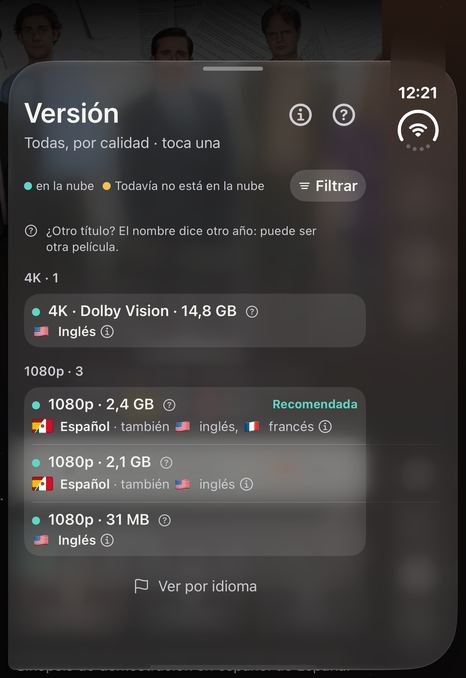 12:21
Versión
Todas, por calidad · toca una
en la nube Todavía no está en la nube Filtrar
¿Otro título? El nombre dice otro año: puede ser
otra película.
4K · 1
4K · Dolby Vision · 14,8 GB
Inglés
1080p · 3
1080p · 2,4 GB Recomendada
Español · también inglés, francés
1080p · 2,1 GB
Español · también inglés
1080p · 31 MB
Inglés
Ver por idioma